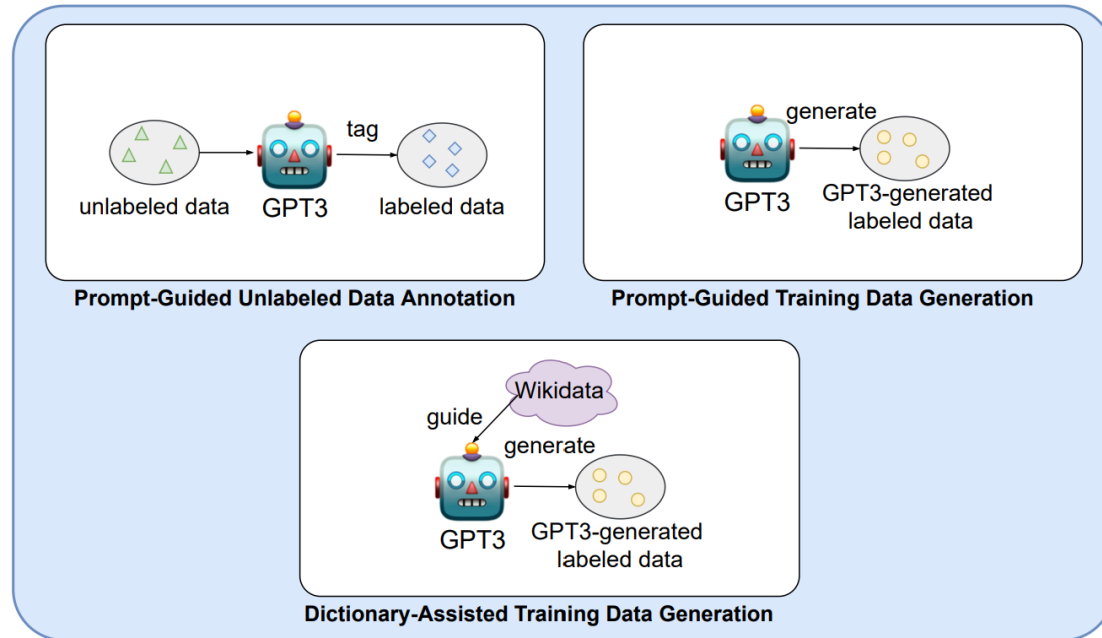 tag
unlabeled data
GPT3
labeled data
Prompt-Guided Unlabeled Data Annotation
generate
GPT3
GPT3-generated
labeled data
Prompt-Guided Training Data Generation
Wikidata
guide
generate
GPT3
GPT3-generated
labeled data
Dictionary-Assisted Training Data Generation